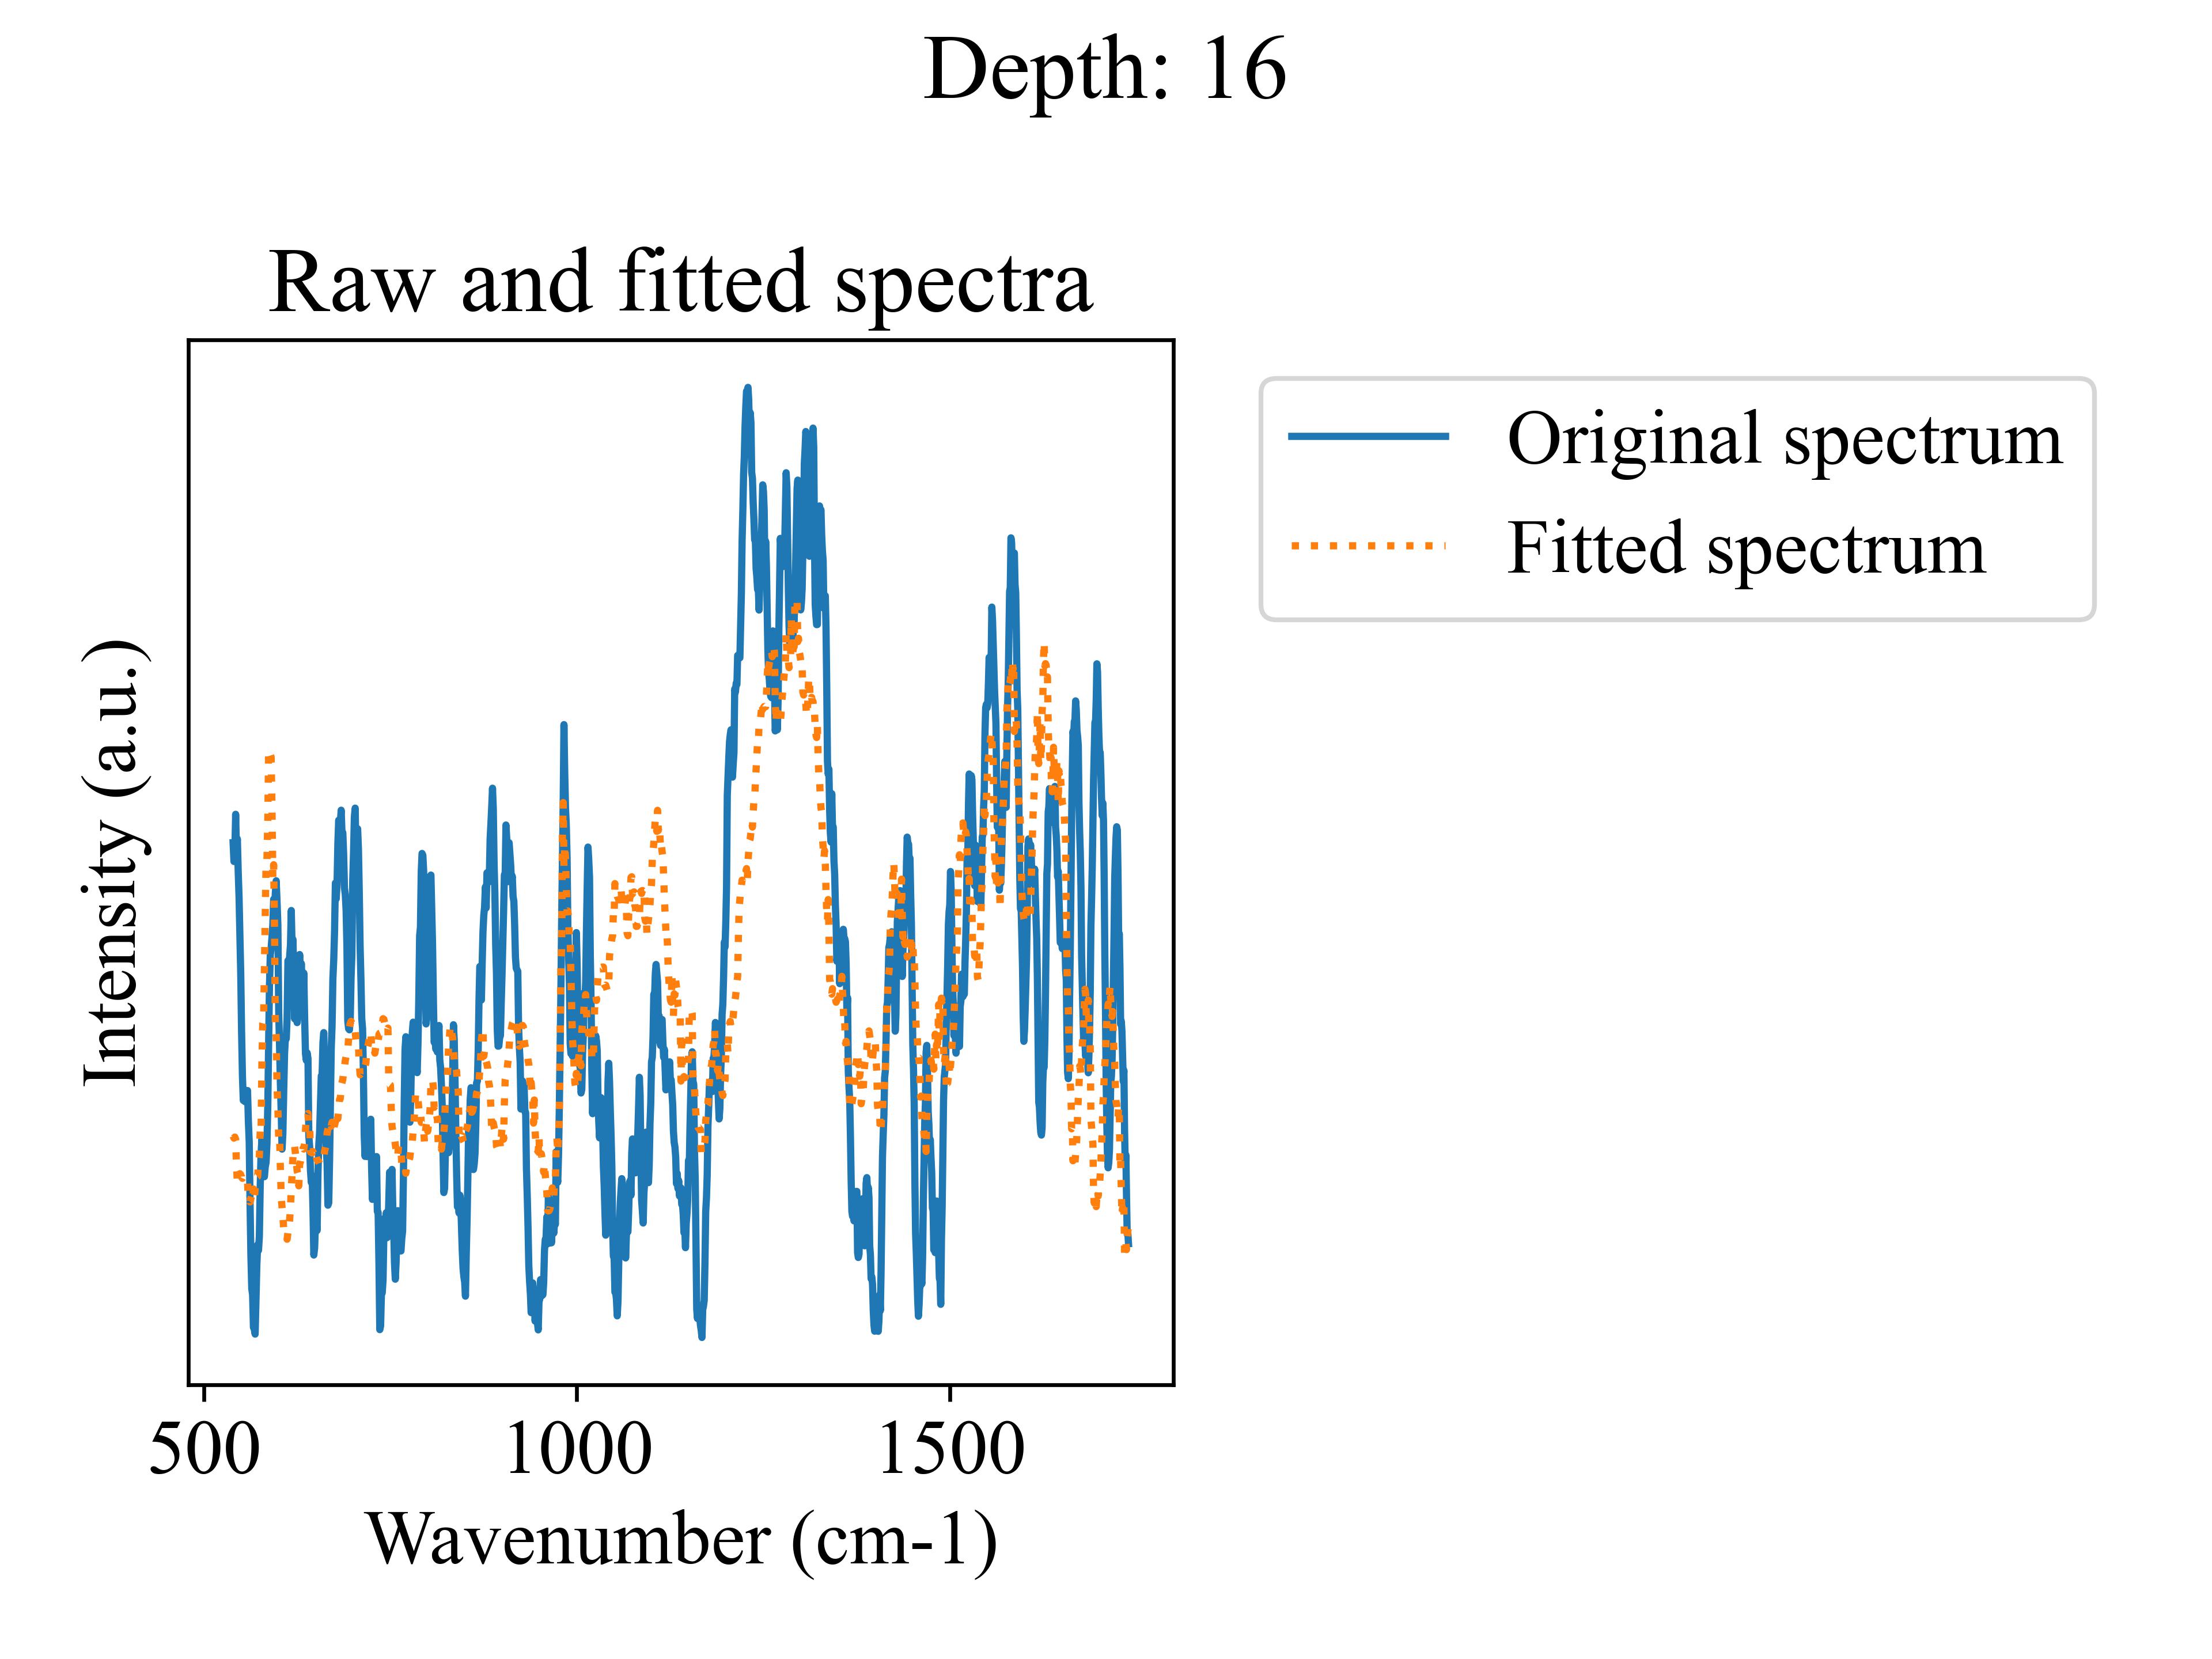 Depth: 16
Raw and fitted spectra
Original spectrum
Fitted spectrum
Intensity (a.u.)
500 1000 1500
Wavenumber (cm-1)